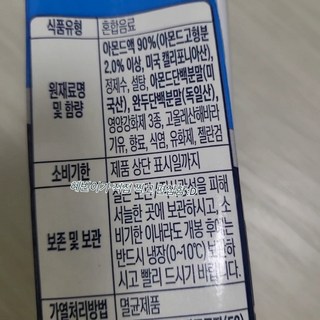 식품유형 혼합음료
원재료명 및 함량
아몬드액 90%(아몬드고형분
2.0% 이상, 미국 캘리포니아산),
정제수, 설탕, 아몬드단백분말(미
국산), 완두단백분말(독일산),
영양강화제 3종, 고올레산해바라
기유, 향료, 식염, 유화제, 젤란검
소비기한 제품 상단 표시일까지
보존 및 보관
피해
서늘한 곳에 보관하시고, 소
비기한 이내라도 개봉 후에는
반드시 냉장(0~10℃) 보관하
시고 빨리 드시기 바랍니다.
가열처리방법 멸균제품